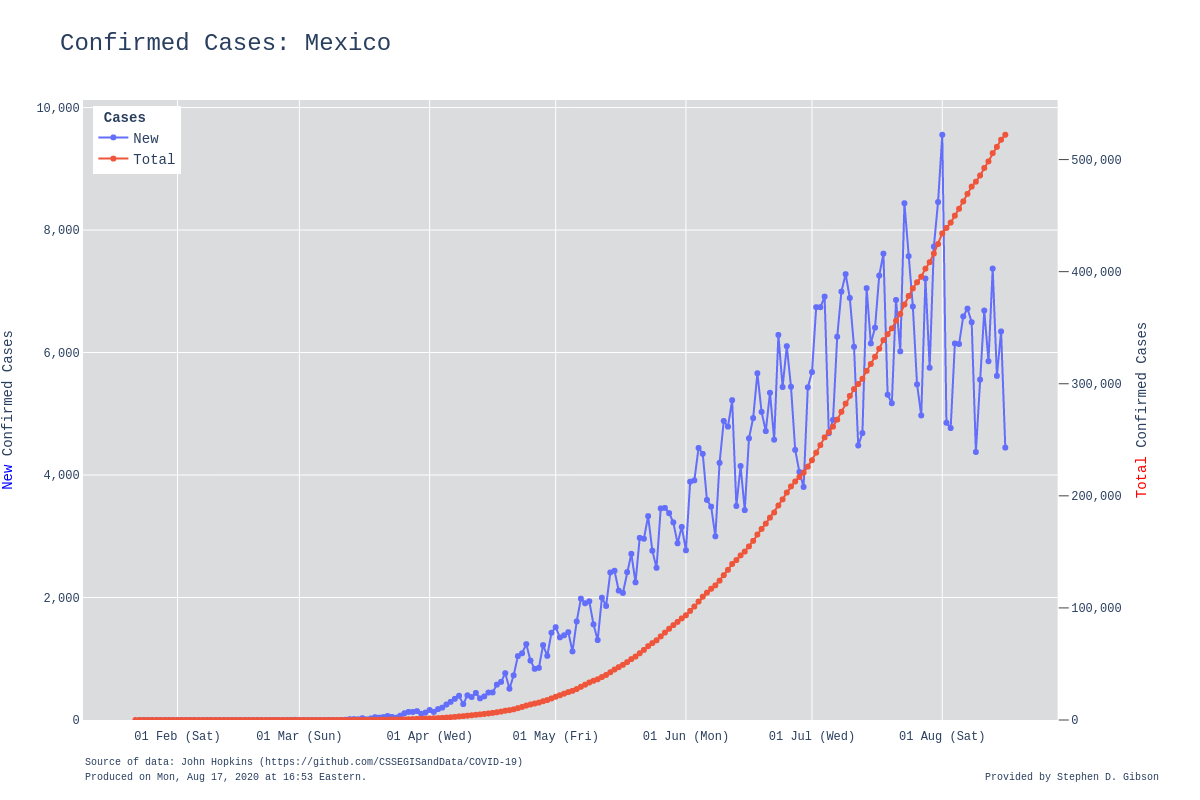 Confirmed Cases: Mexico
Cases
New
Total
10,000
8,000
6,000
4,000
2,000
0
500,000
400,000
300,000
200,000
100,000
0
New Confirmed Cases
Total Confirmed Cases
01 Feb (Sat)
01 Mar (Sun)
01 Apr (Wed)
01 May (Fri)
01 Jun (Mon)
01 Jul (Wed)
01 Aug (Sat)
Source of data: John Hopkins (https://github.com/CSSEGISandData/COVID-19)
Produced on Mon, Aug 17, 2020 at 16:53 Eastern.
Provided by Stephen D. Gibson